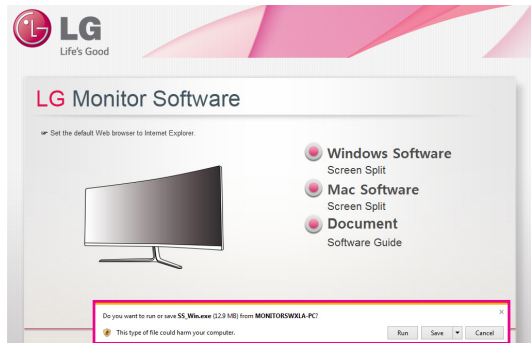 LG
Life's Good
LG Monitor Software
☞ Set the default Web browser to Internet Explorer.
Windows Software
Screen Split
Mac Software
Screen Split
Document
Software Guide
Do you want to run or save SS_Win.exe (12.9 MB) from MONITORSWXLA-PC?
×
This type of file could harm your computer.
Run
Save
Cancel